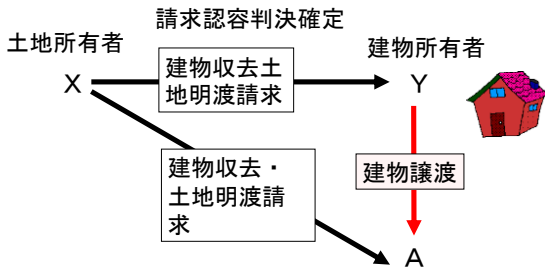 請求認容判決確定
土地所有者
建物所有者
X
建物収去土
地明渡請求
Y
建物収去・
土地明渡請
求
建物譲渡
A